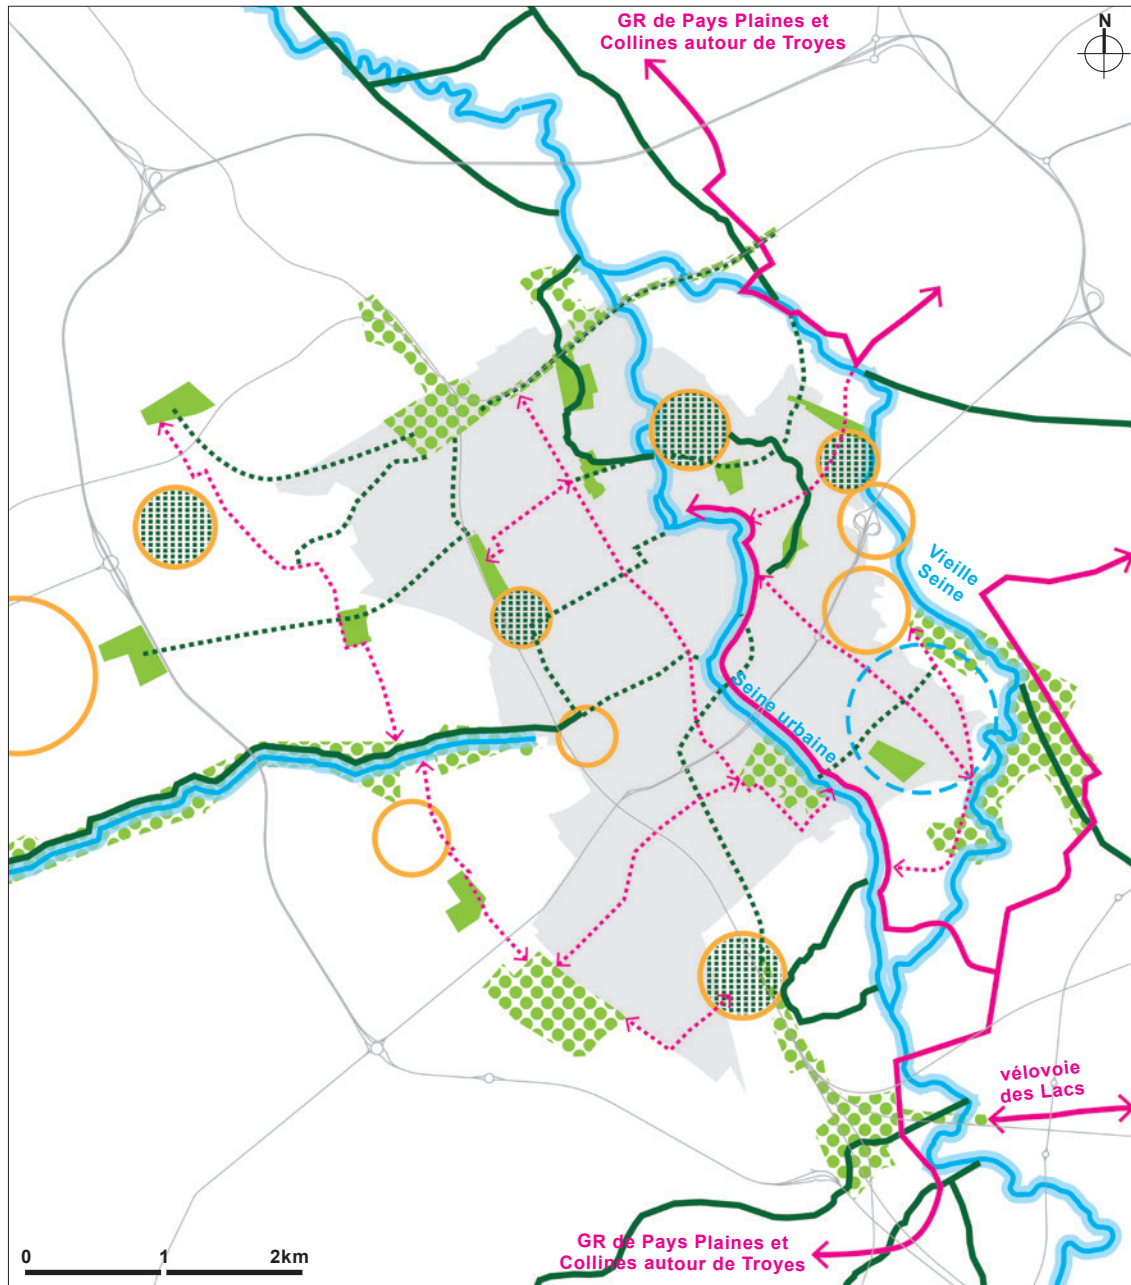 GR de Pays Plaines et
Collines autour de Troyes
N
Vieille
Seine
Seine urbaine
vélovoie
des Lacs
GR de Pays Plaines et
Collines autour de Troyes
0 1 2km